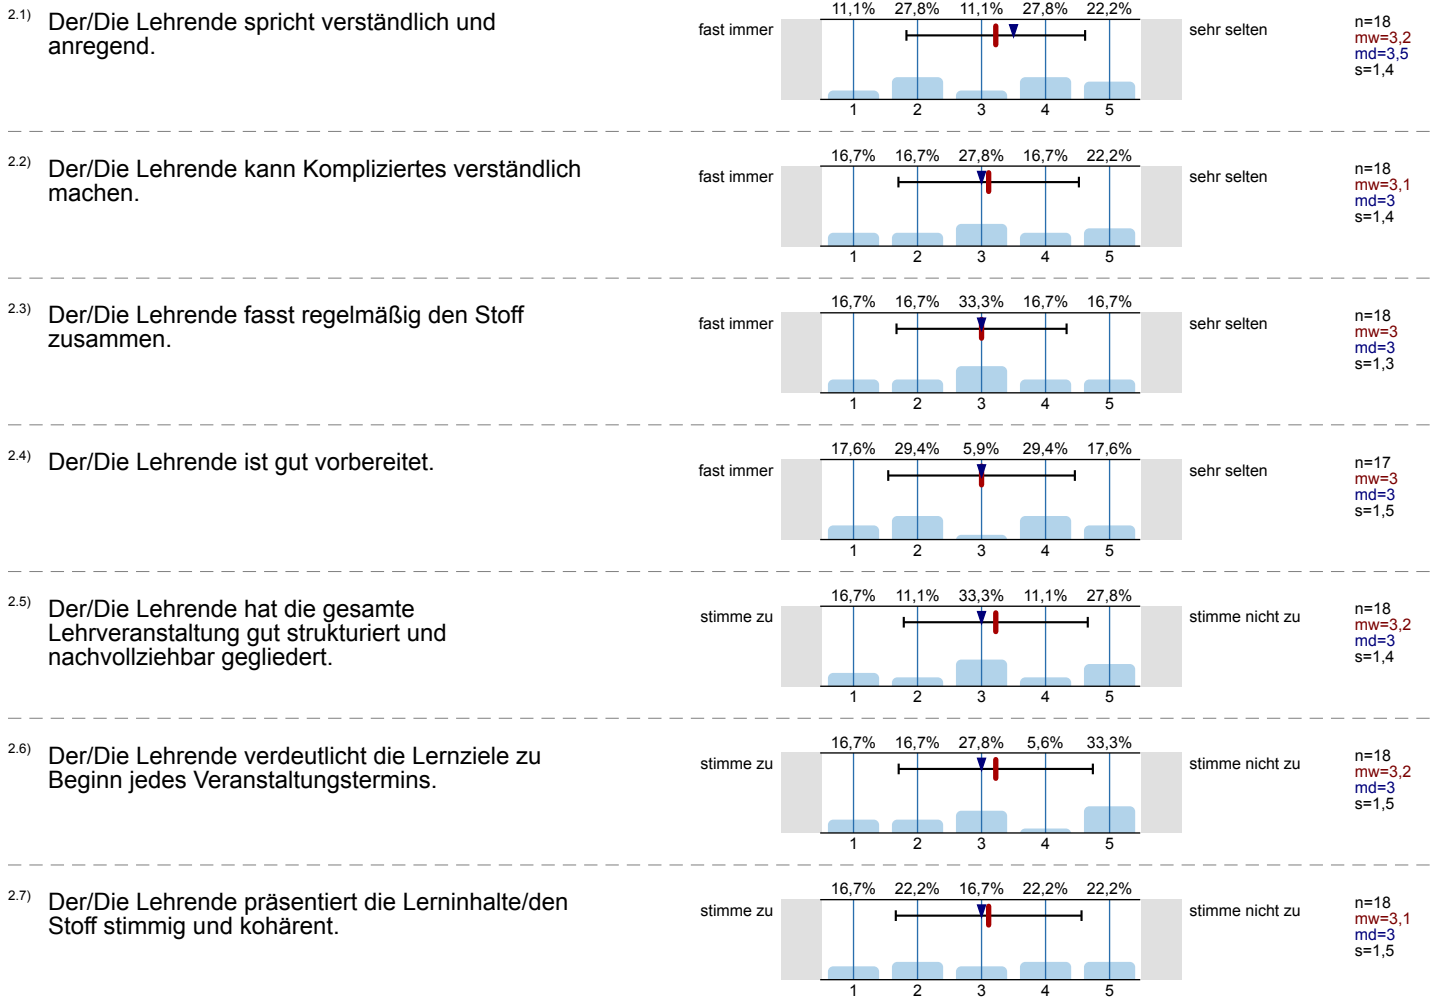 2.1) Der/Die Lehrende spricht verständlich und
anregend.
fast immer
11,1% 27,8% 11,1% 27,8% 22,2%
1 2 3 4 5
sehr selten
n=18
mw=3,2
md=3,5
s=1,4
2.2) Der/Die Lehrende kann Kompliziertes verständlich
machen.
fast immer
16,7% 16,7% 27,8% 16,7% 22,2%
1 2 3 4 5
sehr selten
n=18
mw=3,1
md=3
s=1,4
2.3) Der/Die Lehrende fasst regelmäßig den Stoff
zusammen.
fast immer
16,7% 16,7% 33,3% 16,7% 16,7%
1 2 3 4 5
sehr selten
n=18
mw=3
md=3
s=1,3
2.4) Der/Die Lehrende ist gut vorbereitet.
fast immer
17,6% 29,4% 5,9% 29,4% 17,6%
1 2 3 4 5
sehr selten
n=17
mw=3
md=3
s=1,5
2.5) Der/Die Lehrende hat die gesamte
Lehrveranstaltung gut strukturiert und
nachvollziehbar gegliedert.
stimme zu
16,7% 11,1% 33,3% 11,1% 27,8%
1 2 3 4 5
stimme nicht zu
n=18
mw=3,2
md=3
s=1,4
2.6) Der/Die Lehrende verdeutlicht die Lernziele zu
Beginn jedes Veranstaltungstermins.
stimme zu
16,7% 16,7% 27,8% 5,6% 33,3%
1 2 3 4 5
stimme nicht zu
n=18
mw=3,2
md=3
s=1,5
2.7) Der/Die Lehrende präsentiert die Lerninhalte/den
Stoff stimmig und kohärent.
stimme zu
16,7% 22,2% 16,7% 22,2% 22,2%
1 2 3 4 5
stimme nicht zu
n=18
mw=3,1
md=3
s=1,5